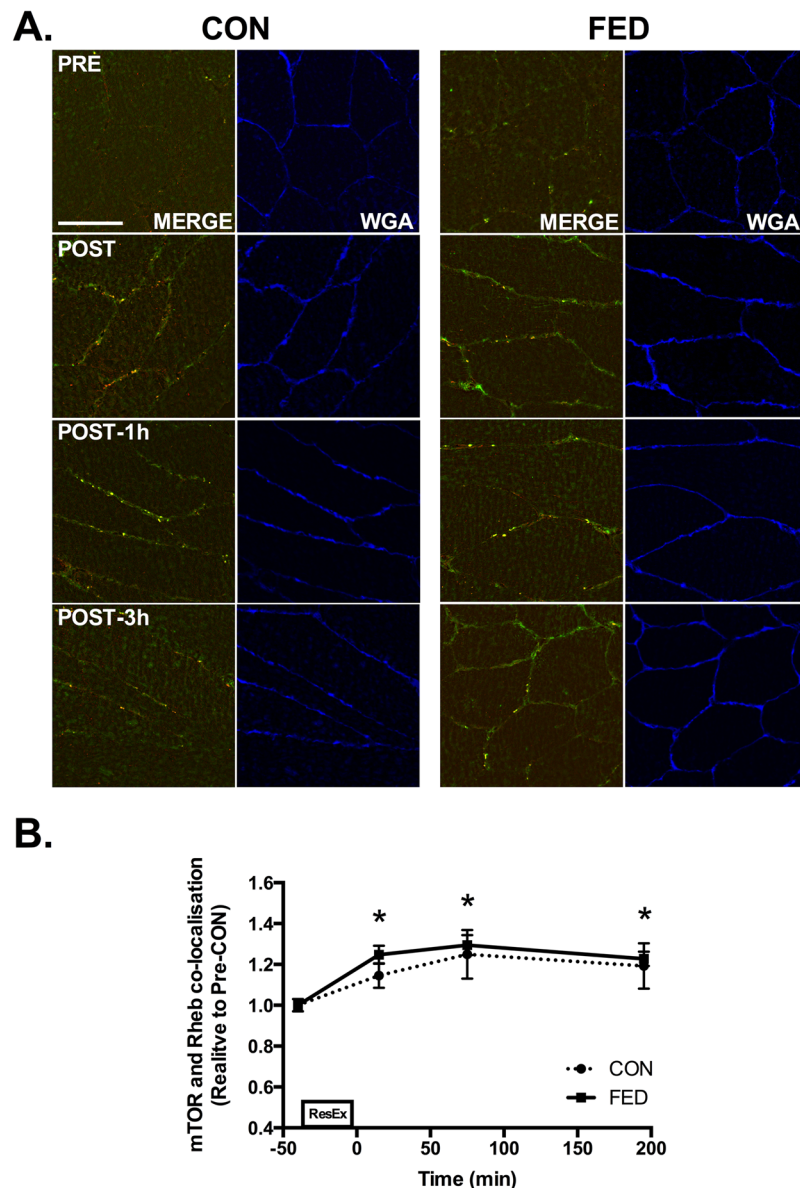 A.
CON FED
PRE
MERGE WGA MERGE WGA
POST
POST-1h
POST-3h
B.
mTOR and Rheb co-localisation
(Realitve to Pre-CON)
1.6
1.4
1.2
1.0
0.8
0.6
0.4
* * *
CON
FED
ResEx
-50 0 50 100 150 200
Time (min)